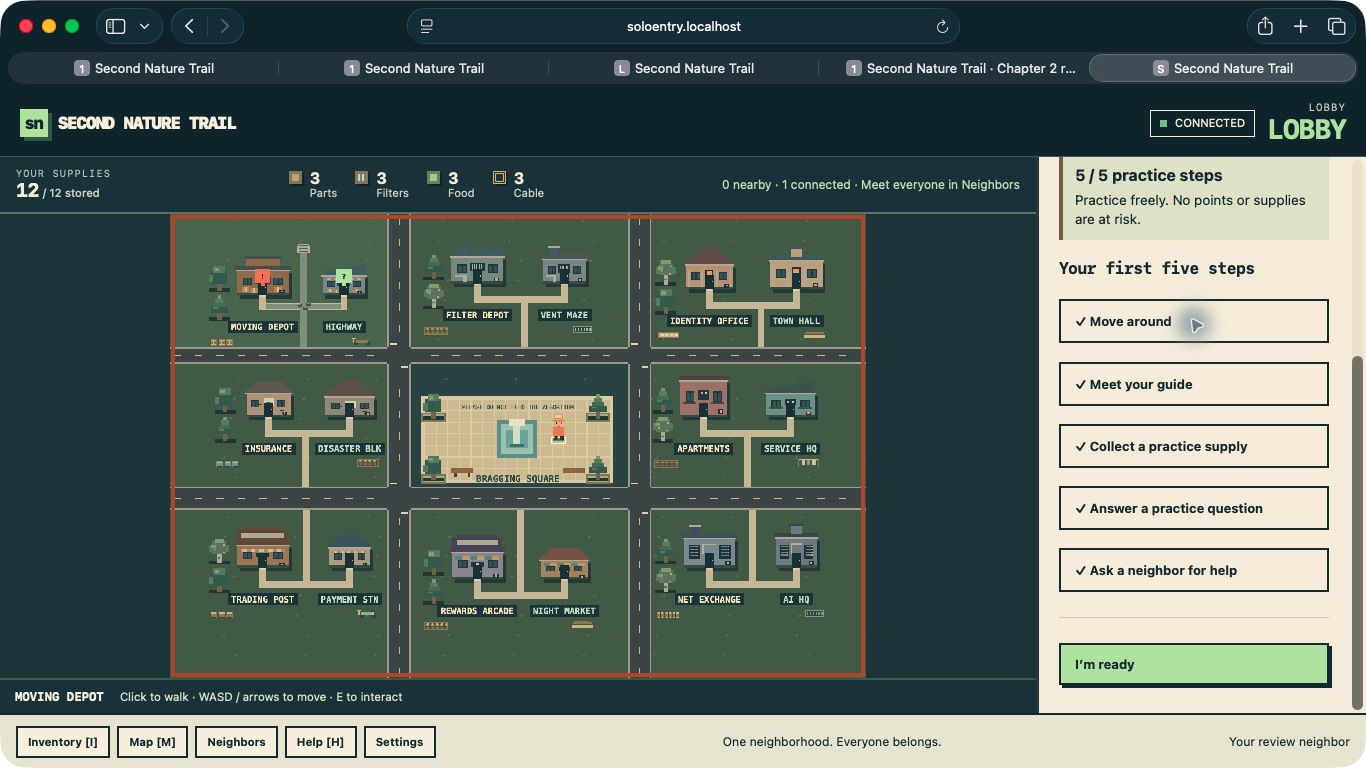 soloentry.localhost
1 Second Nature Trail
1 Second Nature Trail
L Second Nature Trail
1 Second Nature Trail · Chapter 2 r...
S Second Nature Trail
sn SECOND NATURE TRAIL
CONNECTED
LOBBY
LOBBY
YOUR SUPPLIES
12 / 12 stored
3 Parts
3 Filters
3 Food
3 Cable
0 nearby · 1 connected · Meet everyone in Neighbors
! ?
MOVING DEPOT
HIGHWAY
FILTER DEPOT
VENT MAZE
IDENTITY OFFICE
TOWN HALL
INSURANCE
DISASTER BLK
BRAGGING SQUARE
APARTMENTS
SERVICE HQ
TRADING POST
PAYMENT STN
REWARDS ARCADE
NIGHT MARKET
NET EXCHANGE
AI HQ
MOVING DEPOT Click to walk · WASD / arrows to move · E to interact
5 / 5 practice steps
Practice freely. No points or supplies
are at risk.
Your first five steps
✓ Move around
✓ Meet your guide
✓ Collect a practice supply
✓ Answer a practice question
✓ Ask a neighbor for help
I'm ready
Inventory [I]
Map [M]
Neighbors
Help [H]
Settings
One neighborhood. Everyone belongs.
Your review neighbor